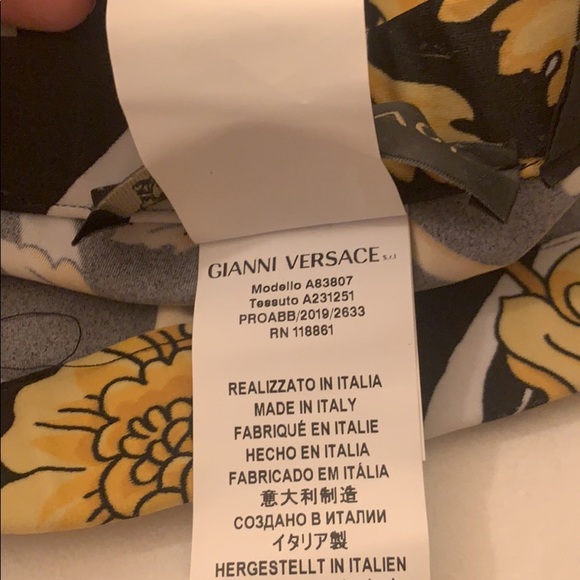 GIANNI VERSACE S.r.l
Modello A83807
Tessuto A231251
PROABB/2019/2633
RN 118861
REALIZZATO IN ITALIA
MADE IN ITALY
FABRIQUÉ EN ITALIE
HECHO EN ITALIA
FABRICADO EM ITÁLIA
意大利制造
СОЗДАНО В ИТАЛИИ
イタリア製
HERGESTELLT IN ITALIEN